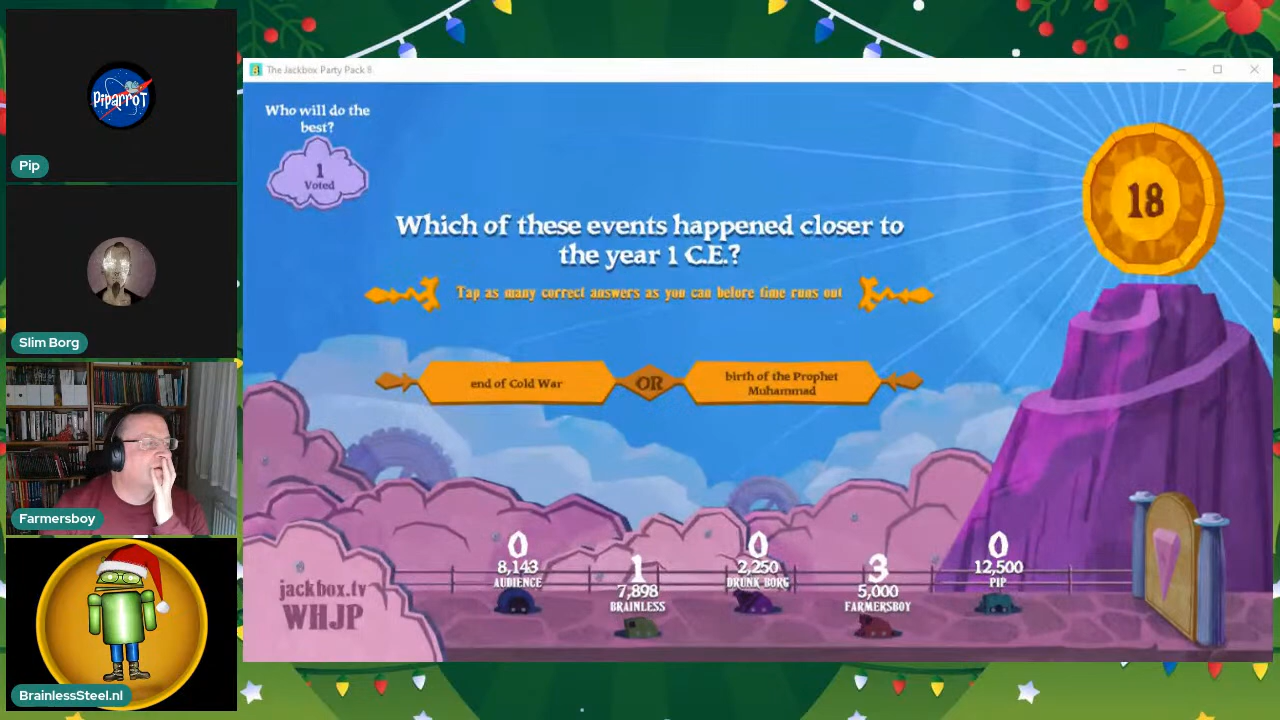 PiparroT
Pip
Slim Borg
Farmersboy
BrainlessSteel.nl
The Jackbox Party Pack 8
Who will do the
best?
1
Voted
18
Which of these events happened closer to
the year 1 C.E.?
Tap as many correct answers as you can before time runs out
end of Cold War
OR
birth of the Prophet
Muhammad
jackbox.tv
WHJP
0
8,143
AUDIENCE
1
7,898
BRAINLESS
0
2,250
DRUNK BORG
3
5,000
FARMERSBOY
0
12,500
PIP